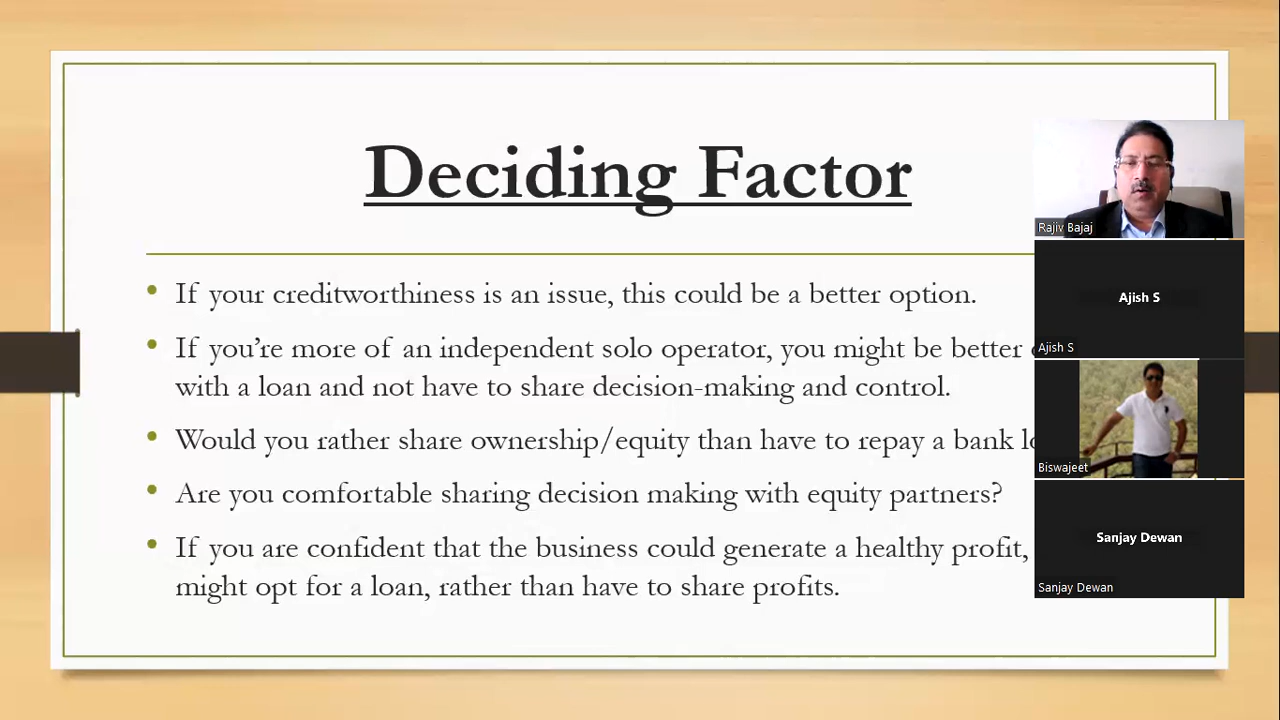 Deciding Factor
• If your creditworthiness is an issue, this could be a better option.
• If you’re more of an independent solo operator, you might be better
with a loan and not have to share decision-making and control.
• Would you rather share ownership/equity than have to repay a bank
• Are you comfortable sharing decision making with equity partners?
• If you are confident that the business could generate a healthy profit,
might opt for a loan, rather than have to share profits.
Rajiv Bajaj
Ajish S
Ajish S
Biswajeet
Sanjay Dewan
Sanjay Dewan